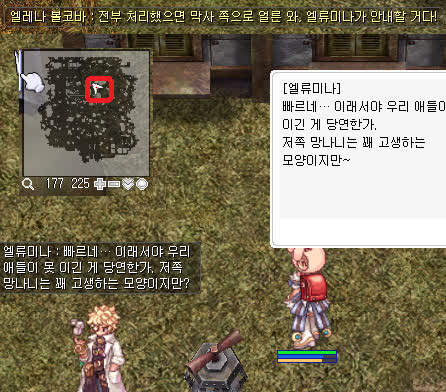 엘레나 볼코바 : 전부 처리했으면 막사 쪽으로 얼른 와. 엘류미나가 안내할 거다!
[엘류미나]
빠르네… 이래서야 우리 애들이
이긴 게 당연한가.
저쪽 망나니는 꽤 고생하는
모양이지만~
177 225
엘류미나 : 빠르네… 이래서야 우리
애들이 못 이긴 게 당연한가. 저쪽
망나니는 꽤 고생하는 모양이지만?